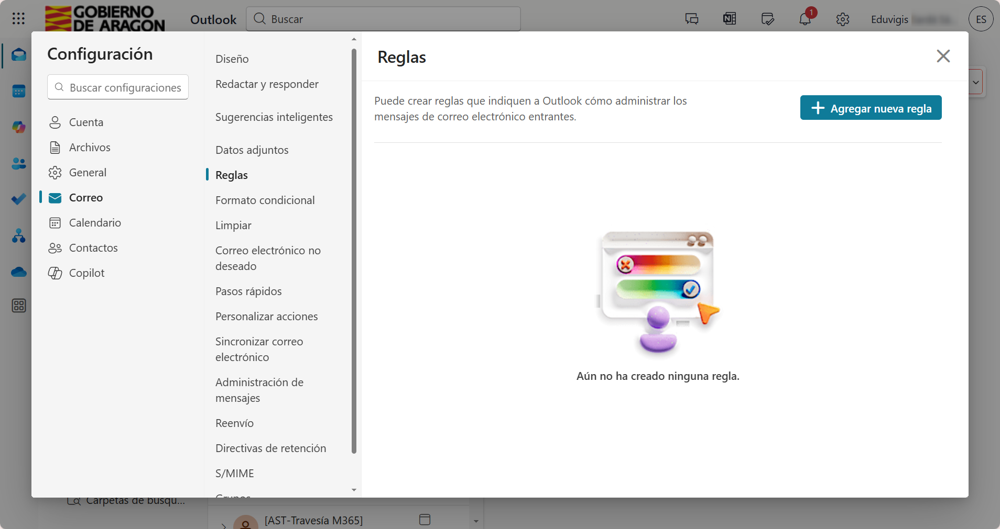 GOBIERNO
DE ARAGON
Outlook
Buscar
1
Eduvigis
ES
Configuración
Buscar configuraciones
Cuenta
Archivos
General
Correo
Calendario
Contactos
Copilot
Diseño
Redactar y responder
Sugerencias inteligentes
Datos adjuntos
Reglas
Formato condicional
Limpiar
Correo electrónico no
deseado
Pasos rápidos
Personalizar acciones
Sincronizar correo
electrónico
Administración de
mensajes
Reenvío
Directivas de retención
S/MIME
Grupos
Reglas
Puede crear reglas que indiquen a Outlook cómo administrar los
mensajes de correo electrónico entrantes.
Agregar nueva regla
Aún no ha creado ninguna regla.
Carpetas de búsqu...
[AST-Travesía M365]